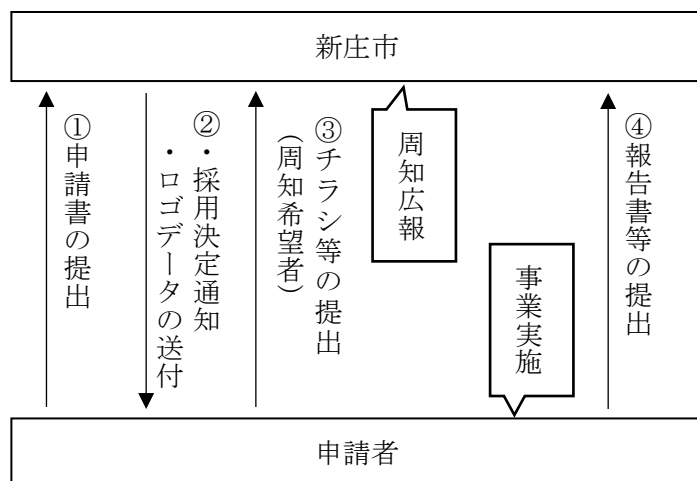 新庄市
①申請書の提出
②・採用決定通知
・ロゴデータの送付
③チラシ等の提出
(周知希望者)
周知広報
事業実施
④報告書等の提出
申請者